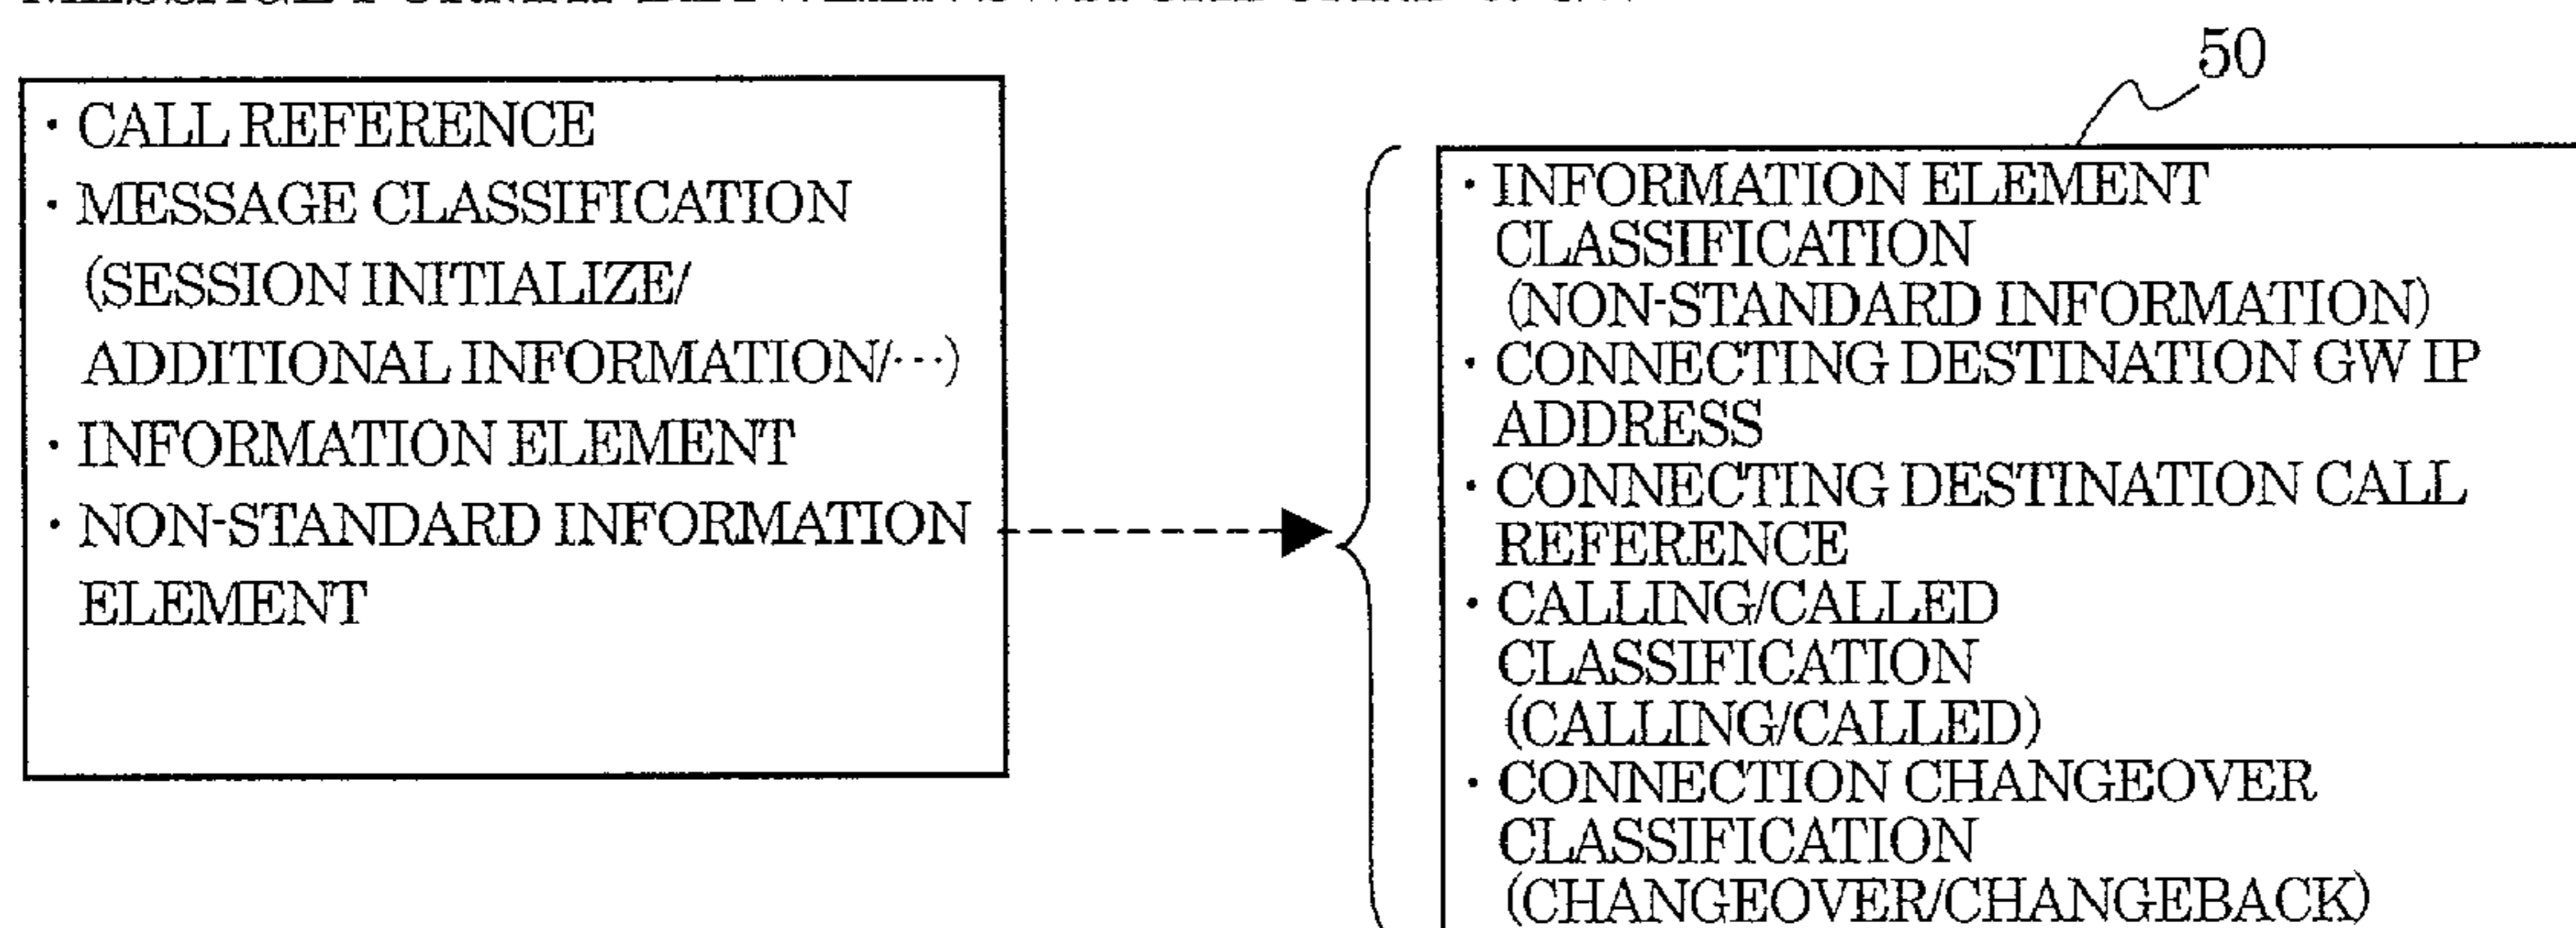 50
· CALL REFERENCE
· MESSAGE CLASSIFICATION
(SESSION INITIALIZE/
ADDITIONAL INFORMATION/···)
· INFORMATION ELEMENT
· NON-STANDARD INFORMATION
ELEMENT
· INFORMATION ELEMENT
CLASSIFICATION
(NON-STANDARD INFORMATION)
· CONNECTING DESTINATION GW IP
ADDRESS
· CONNECTING DESTINATION CALL
REFERENCE
· CALLING/CALLED
CLASSIFICATION
(CALLING/CALLED)
· CONNECTION CHANGEOVER
CLASSIFICATION
(CHANGEOVER/CHANGEBACK)